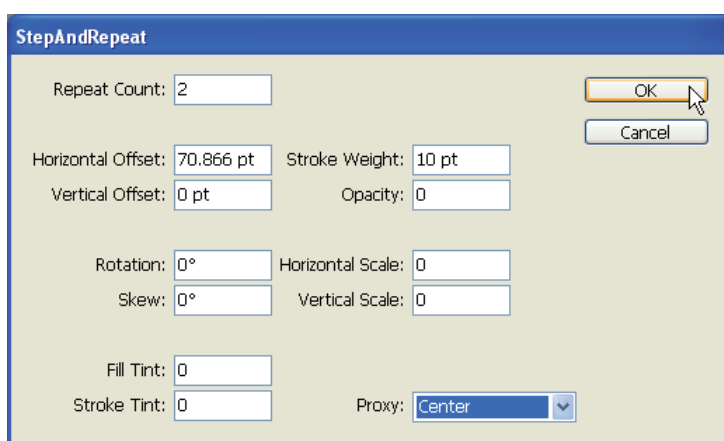 StepAndRepeat
Repeat Count: 2
OK
Cancel
Horizontal Offset: 70.866 pt Stroke Weight: 10 pt
Vertical Offset: 0 pt Opacity: 0
Rotation: 0° Horizontal Scale: 0
Skew: 0° Vertical Scale: 0
Fill Tint: 0
Stroke Tint: 0 Proxy: Center